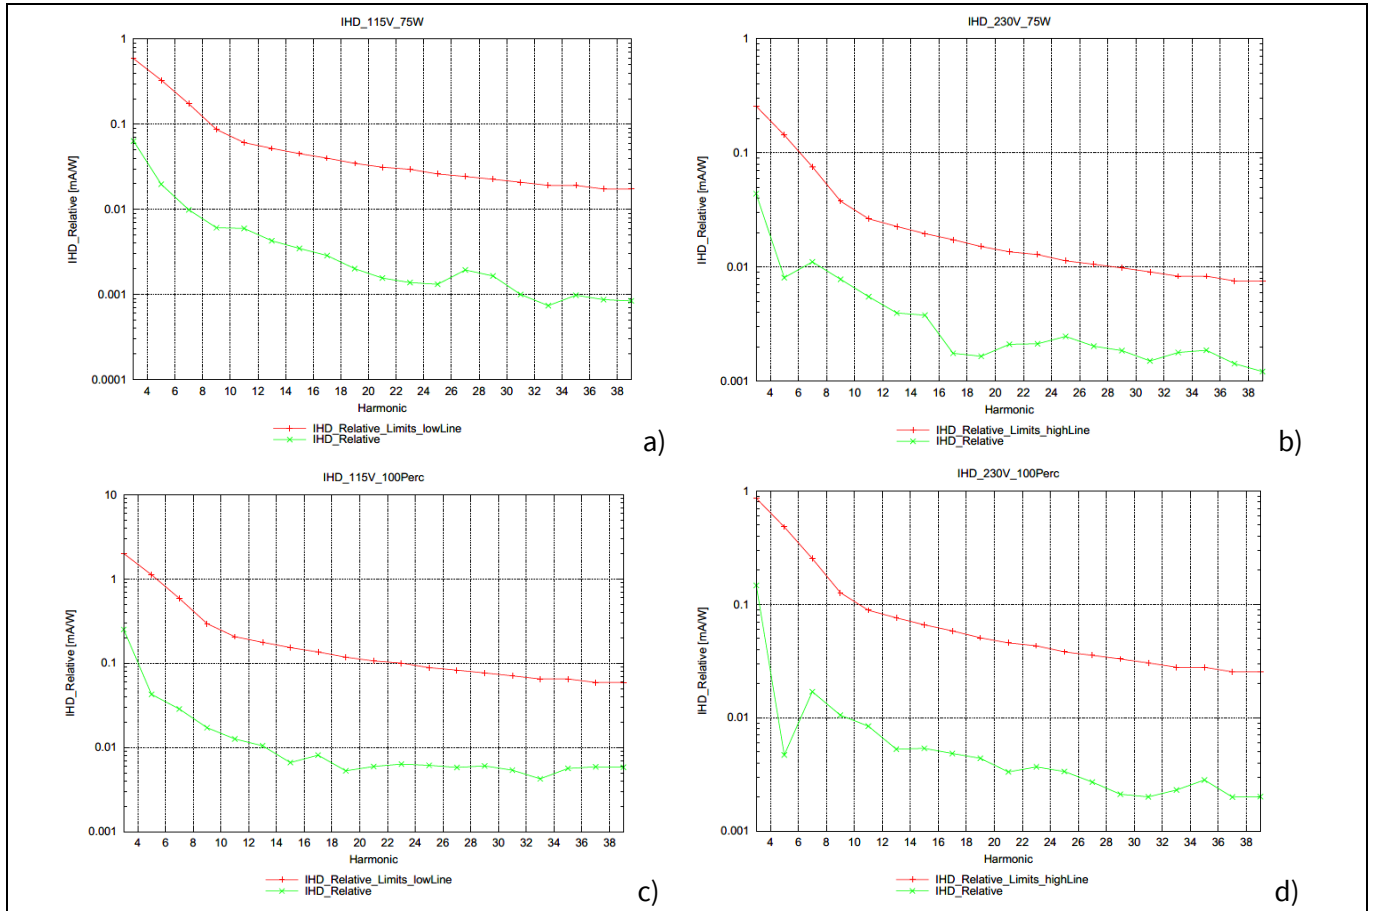 IHD_115V_75W
1
0.1
0.01
0.001
0.0001
IHD_Relative [mA/W]
4 6 8 10 12 14 16 18 20 22 24 26 28 30 32 34 36 38
Harmonic
IHD_Relative_Limits_lowLine
IHD_Relative
a)
IHD_230V_75W
1
0.1
0.01
0.001
IHD_Relative [mA/W]
4 6 8 10 12 14 16 18 20 22 24 26 28 30 32 34 36 38
Harmonic
IHD_Relative_Limits_highLine
IHD_Relative
b)
IHD_115V_100Perc
10
1
0.1
0.01
0.001
IHD_Relative [mA/W]
4 6 8 10 12 14 16 18 20 22 24 26 28 30 32 34 36 38
Harmonic
IHD_Relative_Limits_lowLine
IHD_Relative
c)
IHD_230V_100Perc
1
0.1
0.01
0.001
IHD_Relative [mA/W]
4 6 8 10 12 14 16 18 20 22 24 26 28 30 32 34 36 38
Harmonic
IHD_Relative_Limits_highLine
IHD_Relative
d)